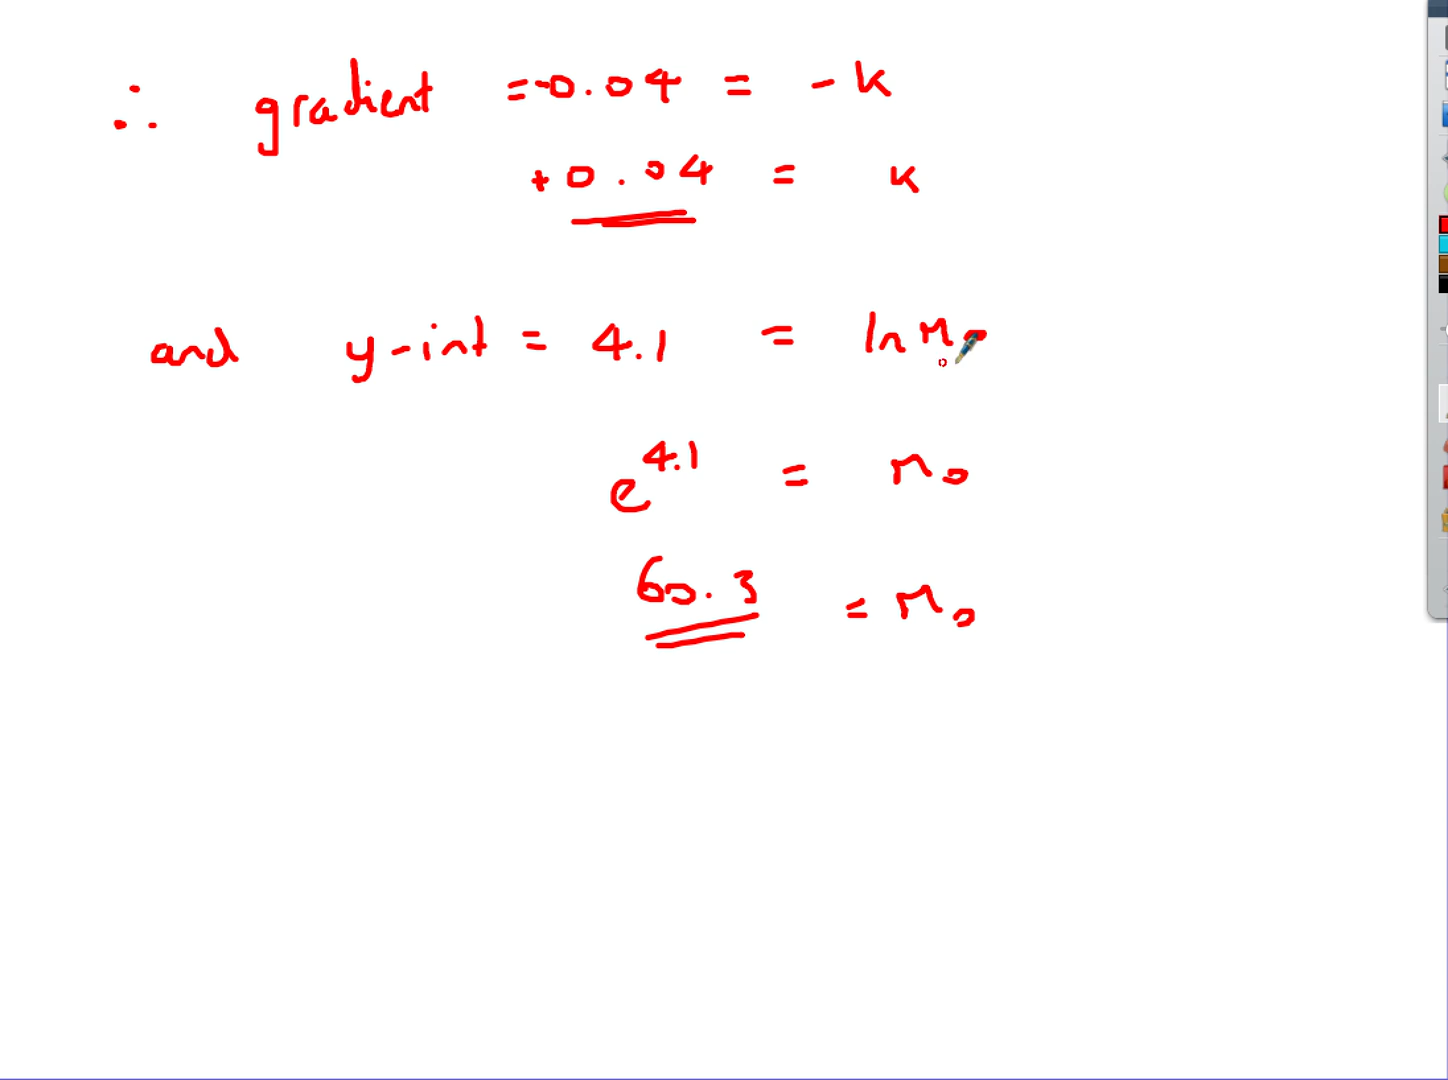 ∴ gradient = -0.04 = - k
+0.04 = k
and y-int = 4.1 = ln M₀
e^4.1 = M₀
60.3 = M₀